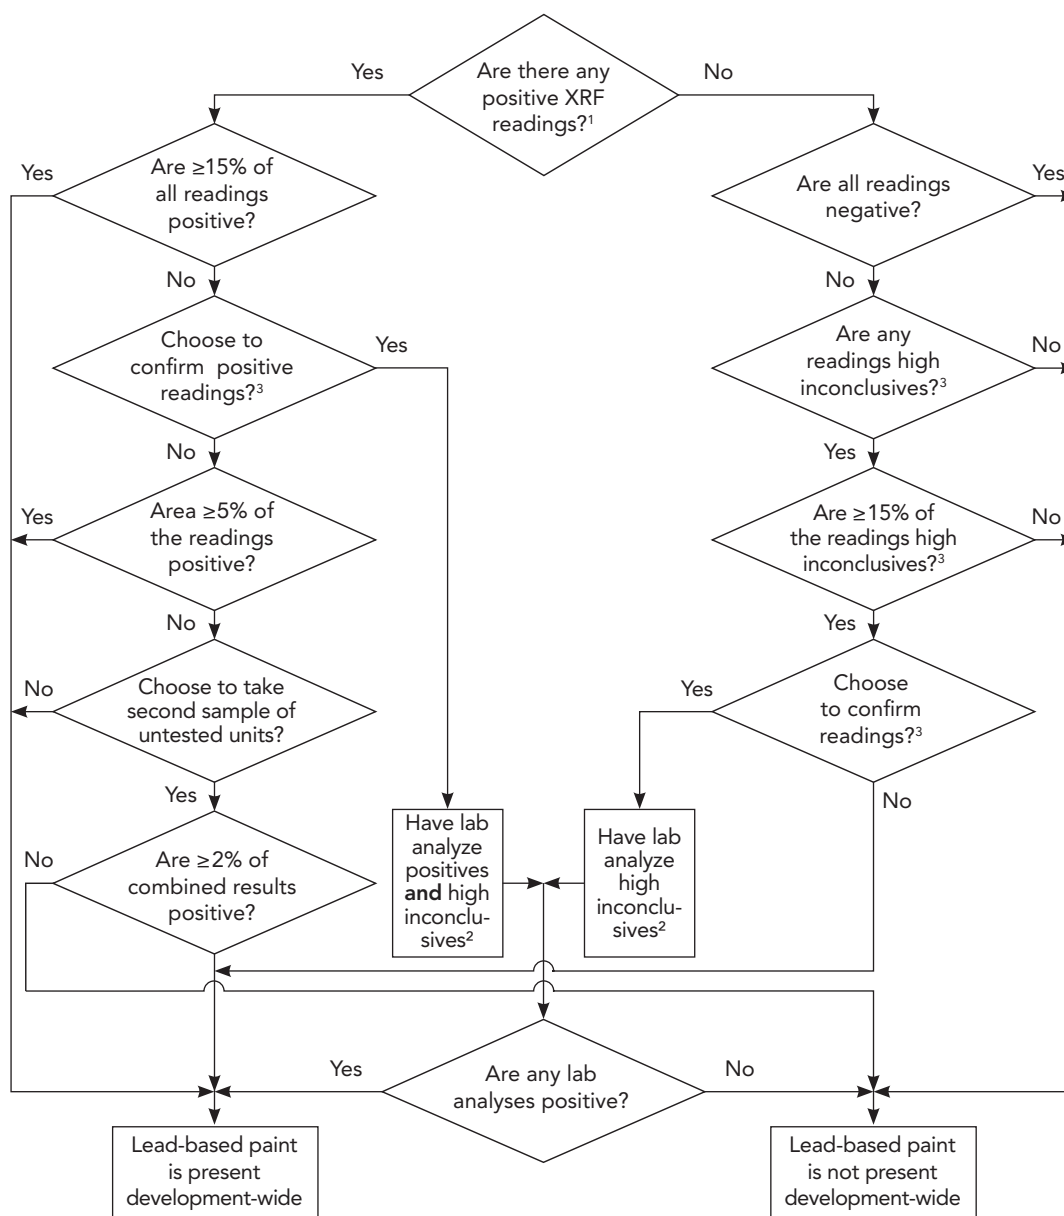 Are there any
positive XRF
readings?¹
Yes
No
Are ≥15% of
all readings
positive?
Yes
No
Choose to
confirm positive
readings?³
Yes
No
Area ≥5% of
the readings
positive?
Yes
No
Choose to take
second sample of
untested units?
No
Yes
Are ≥2% of
combined results
positive?
No
Are all readings
negative?
Yes
No
Are any
readings high
inconclusives?³
No
Yes
Are ≥15% of
the readings high
inconclusives?³
No
Yes
Choose
to confirm
readings?³
Yes
No
Have lab
analyze
positives
and high
inconclu-
sives²
Have lab
analyze
high
inconclu-
sives²
Are any lab
analyses positive?
Yes
No
Lead-based paint
is present
development-wide
Lead-based paint
is not present
development-wide